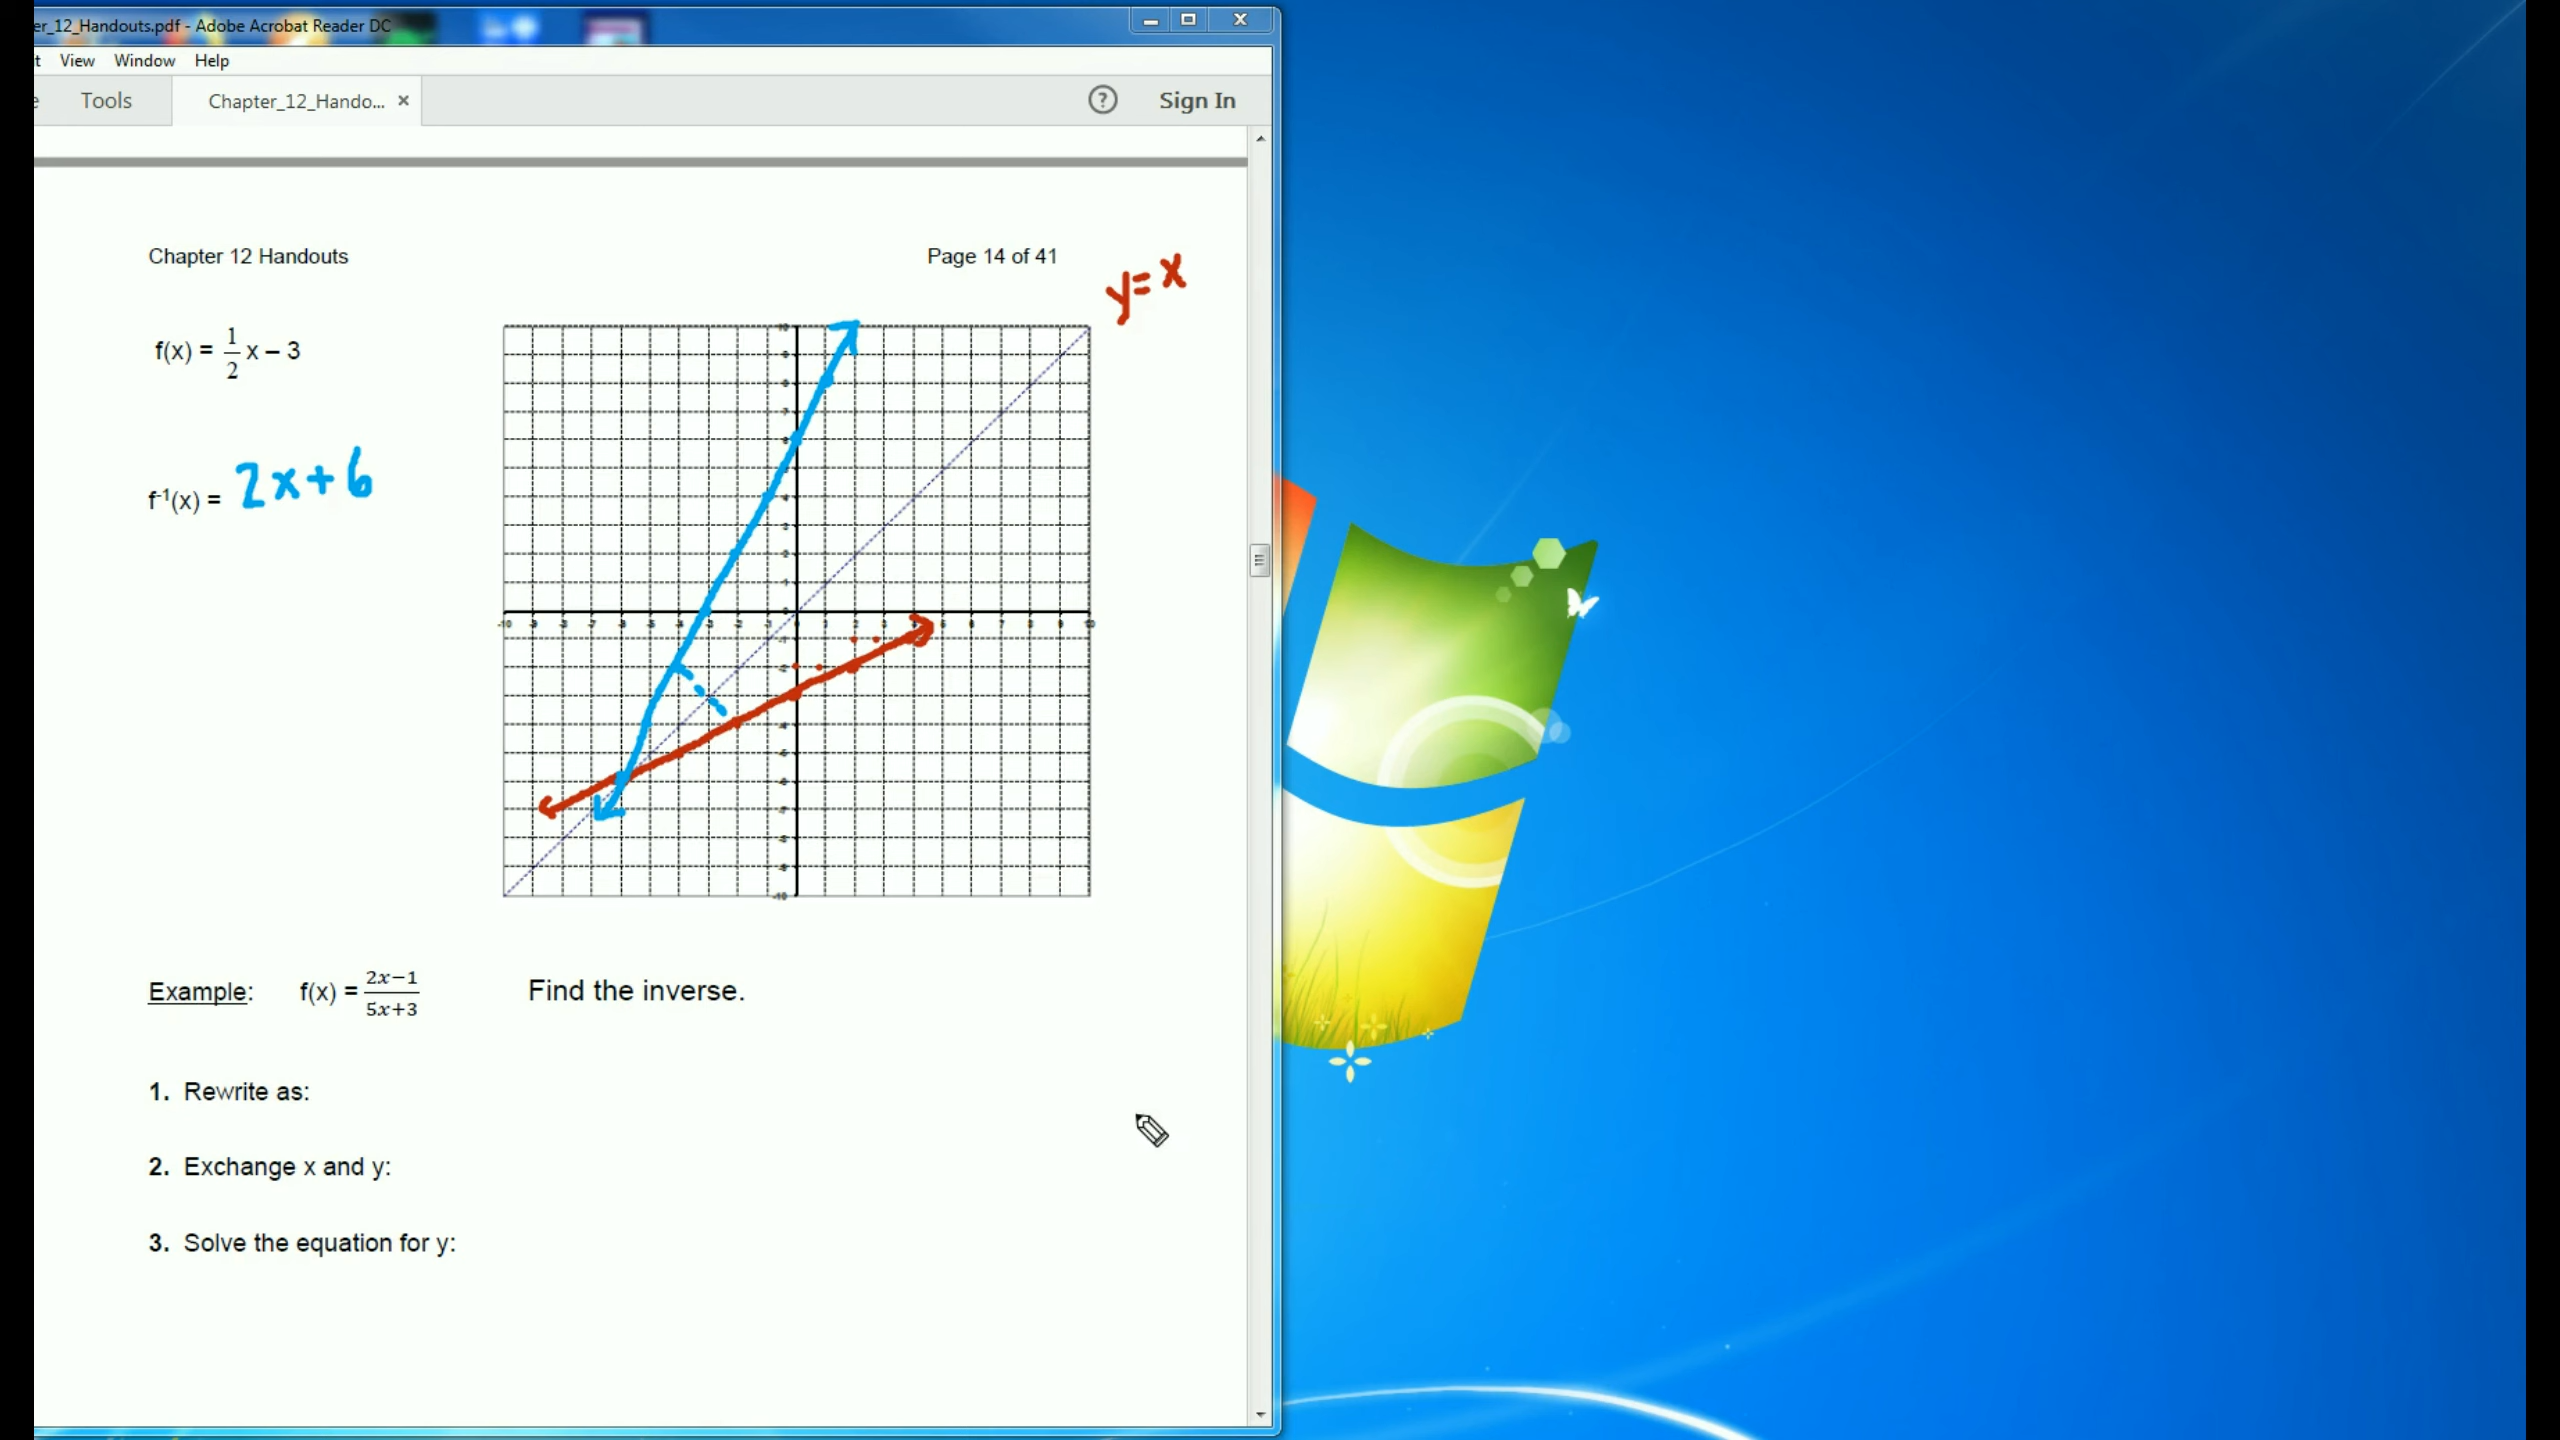 er_12_Handouts.pdf - Adobe Acrobat Reader DC
t View Window Help
e Tools Chapter_12_Hando... × ? Sign In
Chapter 12 Handouts Page 14 of 41
y=x
f(x) = 1/2 x – 3
f⁻¹(x) = 2x+6
Example: f(x) = 2x−1/5x+3 Find the inverse.
1. Rewrite as:
2. Exchange x and y:
3. Solve the equation for y: